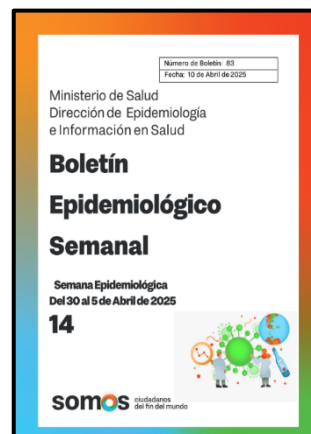 Número de Boletín: 83
Fecha: 10 de Abril de 2025
Ministerio de Salud
Dirección de Epidemiología
e Información en Salud
Boletín
Epidemiológico
Semanal
Semana Epidemiológica
Del 30 al 5 de Abril de 2025
14
somos ciudadanos
del fin del mundo